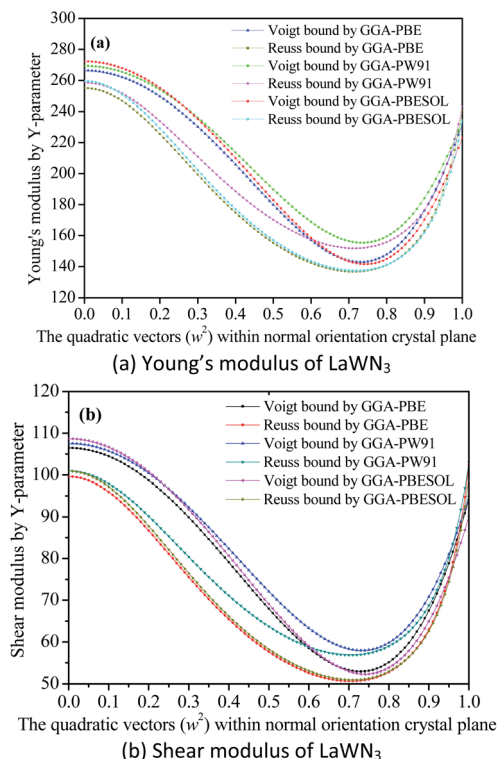 300
280
260
240
220
200
180
160
140
120
Young's modulus by Y-parameter
(a)
Voigt bound by GGA-PBE
Reuss bound by GGA-PBE
Voigt bound by GGA-PW91
Reuss bound by GGA-PW91
Voigt bound by GGA-PBESOL
Reuss bound by GGA-PBESOL
0.0 0.1 0.2 0.3 0.4 0.5 0.6 0.7 0.8 0.9 1.0
The quadratic vectors (w²) within normal orientation crystal plane
(a) Young's modulus of LaWN₃
120
110
100
90
80
70
60
50
Shear modulus by Y-parameter
(b)
Voigt bound by GGA-PBE
Reuss bound by GGA-PBE
Voigt bound by GGA-PW91
Reuss bound by GGA-PW91
Voigt bound by GGA-PBESOL
Reuss bound by GGA-PBESOL
0.0 0.1 0.2 0.3 0.4 0.5 0.6 0.7 0.8 0.9 1.0
The quadratic vectors (w²) within normal orientation crystal plane
(b) Shear modulus of LaWN₃